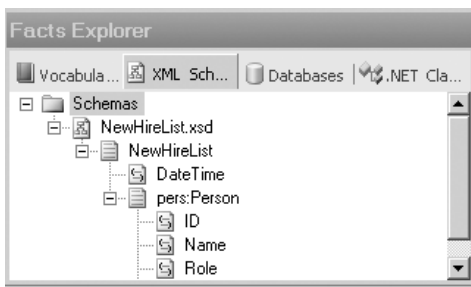 Facts Explorer
Vocabula... XML Sch... Databases .NET Cla...
Schemas
NewHireList.xsd
NewHireList
DateTime
pers:Person
ID
Name
Role